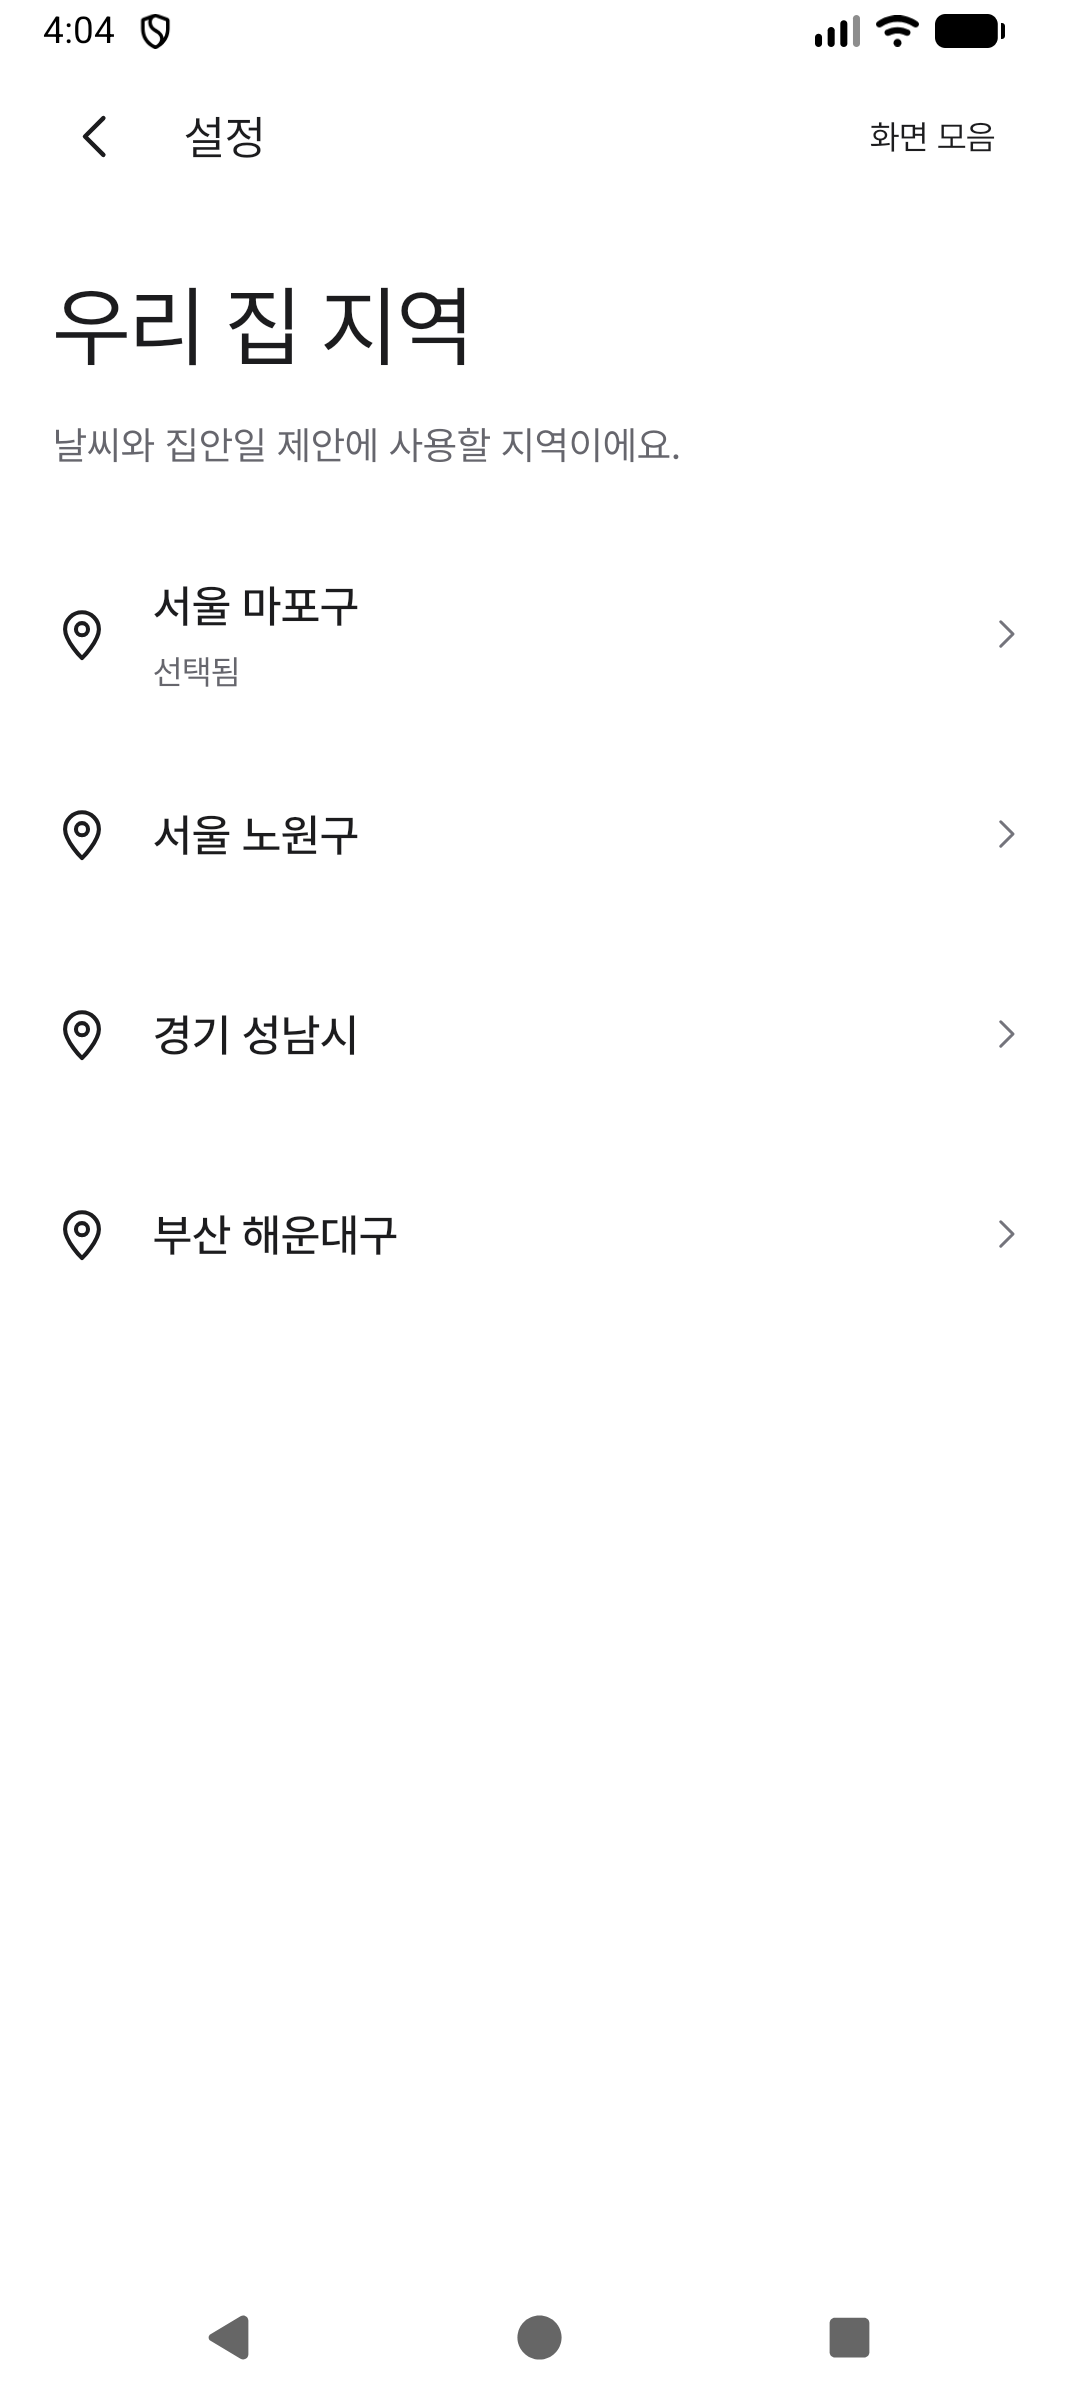 4:04
설정
화면 모음
우리 집 지역
날씨와 집안일 제안에 사용할 지역이에요.
서울 마포구
선택됨
서울 노원구
경기 성남시
부산 해운대구